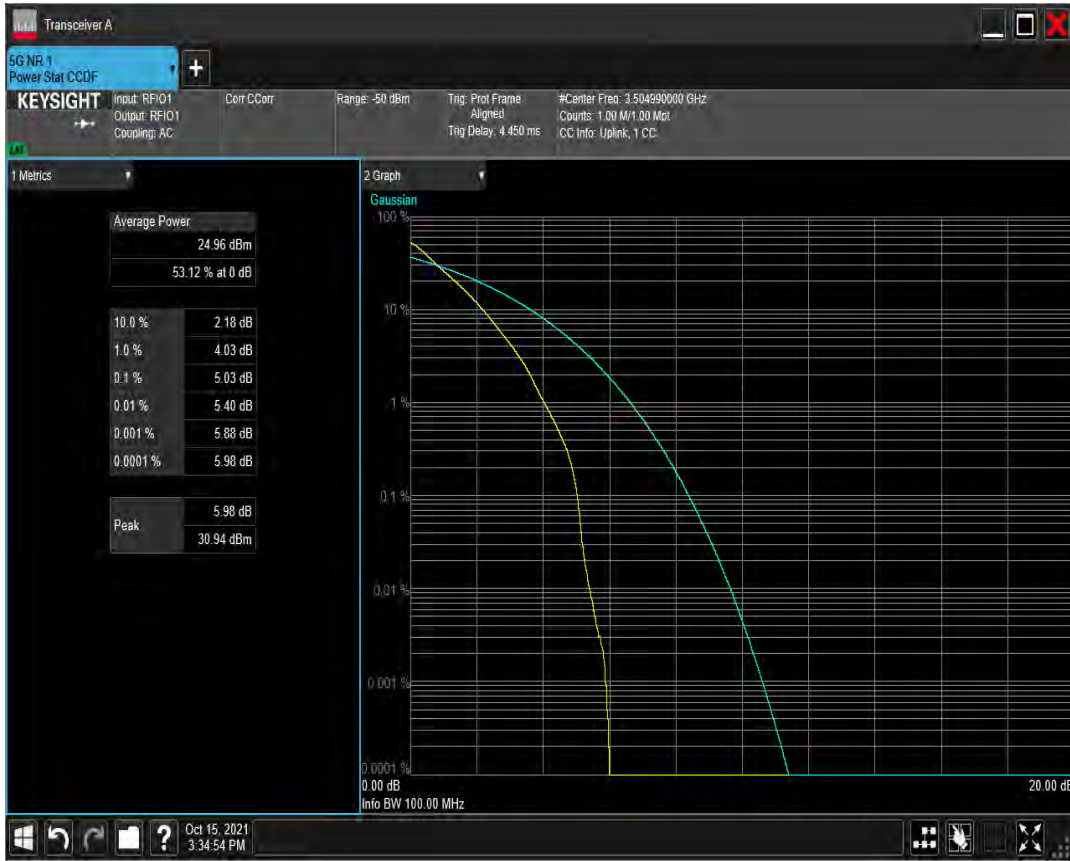 Transceiver A
5G NR 1
Power Stat CCDF
+
KEYSIGHT
Input: RFIO1
Output: RFIO1
Coupling: AC
Corr CCorr
Range: -50 dBm
Trig: Prot Frame
Aligned
Trig Delay: 4.450 ms
#Center Freq: 3.504990000 GHz
Counts: 1.00 M/1.00 Mpt
CC Info: Uplink, 1 CC
1 Metrics
Average Power
24.96 dBm
53.12 % at 0 dB
10.0 % 2.18 dB
1.0 % 4.03 dB
0.1 % 5.03 dB
0.01 % 5.40 dB
0.001 % 5.88 dB
0.0001 % 5.98 dB
Peak
5.98 dB
30.94 dBm
2 Graph
Gaussian
100 %
10 %
1 %
0.1 %
0.01 %
0.001 %
0.0001 %
0.00 dB
20.00 dB
Info BW 100.00 MHz
?
Oct 15, 2021
3:34:54 PM